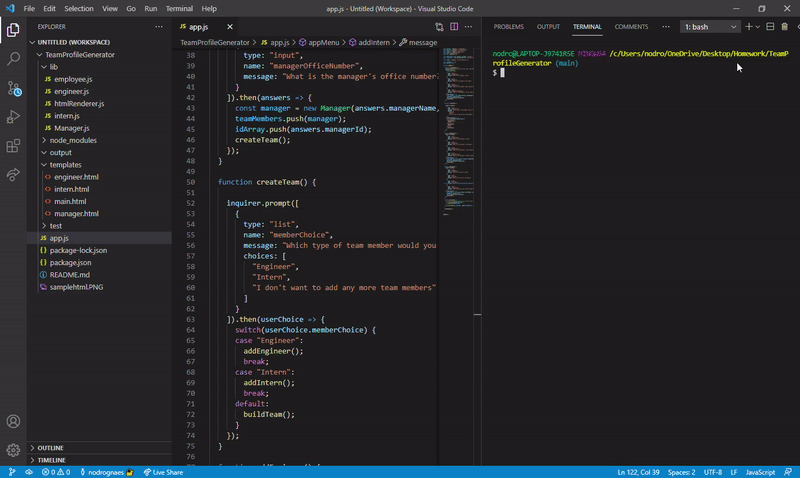 File Edit Selection View Go Run Terminal Help
app.js - Untitled (Workspace) - Visual Studio Code
EXPLORER
UNTITLED (WORKSPACE)
TeamProfileGenerator
lib
employee.js
engineer.js
htmlRenderer.js
intern.js
Manager.js
node_modules
output
templates
engineer.html
intern.html
main.html
manager.html
test
app.js
package-lock.json
package.json
README.md
samplehtml.PNG
OUTLINE
TIMELINE
app.js
TeamProfileGenerator > app.js > appMenu > addIntern > message
38 type: "input",
39 name: "managerOfficeNumber",
40 message: "What is the manager's office number?
41 }
42 ]).then(answers => {
43 const manager = new Manager(answers.managerName,
44 teamMembers.push(manager);
45 idArray.push(answers.managerId);
46 createTeam();
47 });
48 }
49
50 function createTeam() {
51
52 inquirer.prompt([
53 {
54 type: "list",
55 name: "memberChoice",
56 message: "Which type of team member would you
57 choices: [
58 "Engineer",
59 "Intern",
60 "I don't want to add any more team members"
61 ]
62 }
63 ]).then(userChoice => {
64 switch(userChoice.memberChoice) {
65 case "Engineer":
66 addEngineer();
67 break;
68 case "Intern":
69 addIntern();
70 break;
71 default:
72 buildTeam();
73 }
74 });
75 }
76
PROBLEMS OUTPUT TERMINAL COMMENTS
1: bash
nodro@LAPTOP-J9741R5E MINGW64 /c/Users/nodro/OneDrive/Desktop/Homework/TeamP
rofileGenerator (main)
$
0 0 nodrognaes Live Share
Ln 122, Col 39 Spaces: 2 UTF-8 LF JavaScript